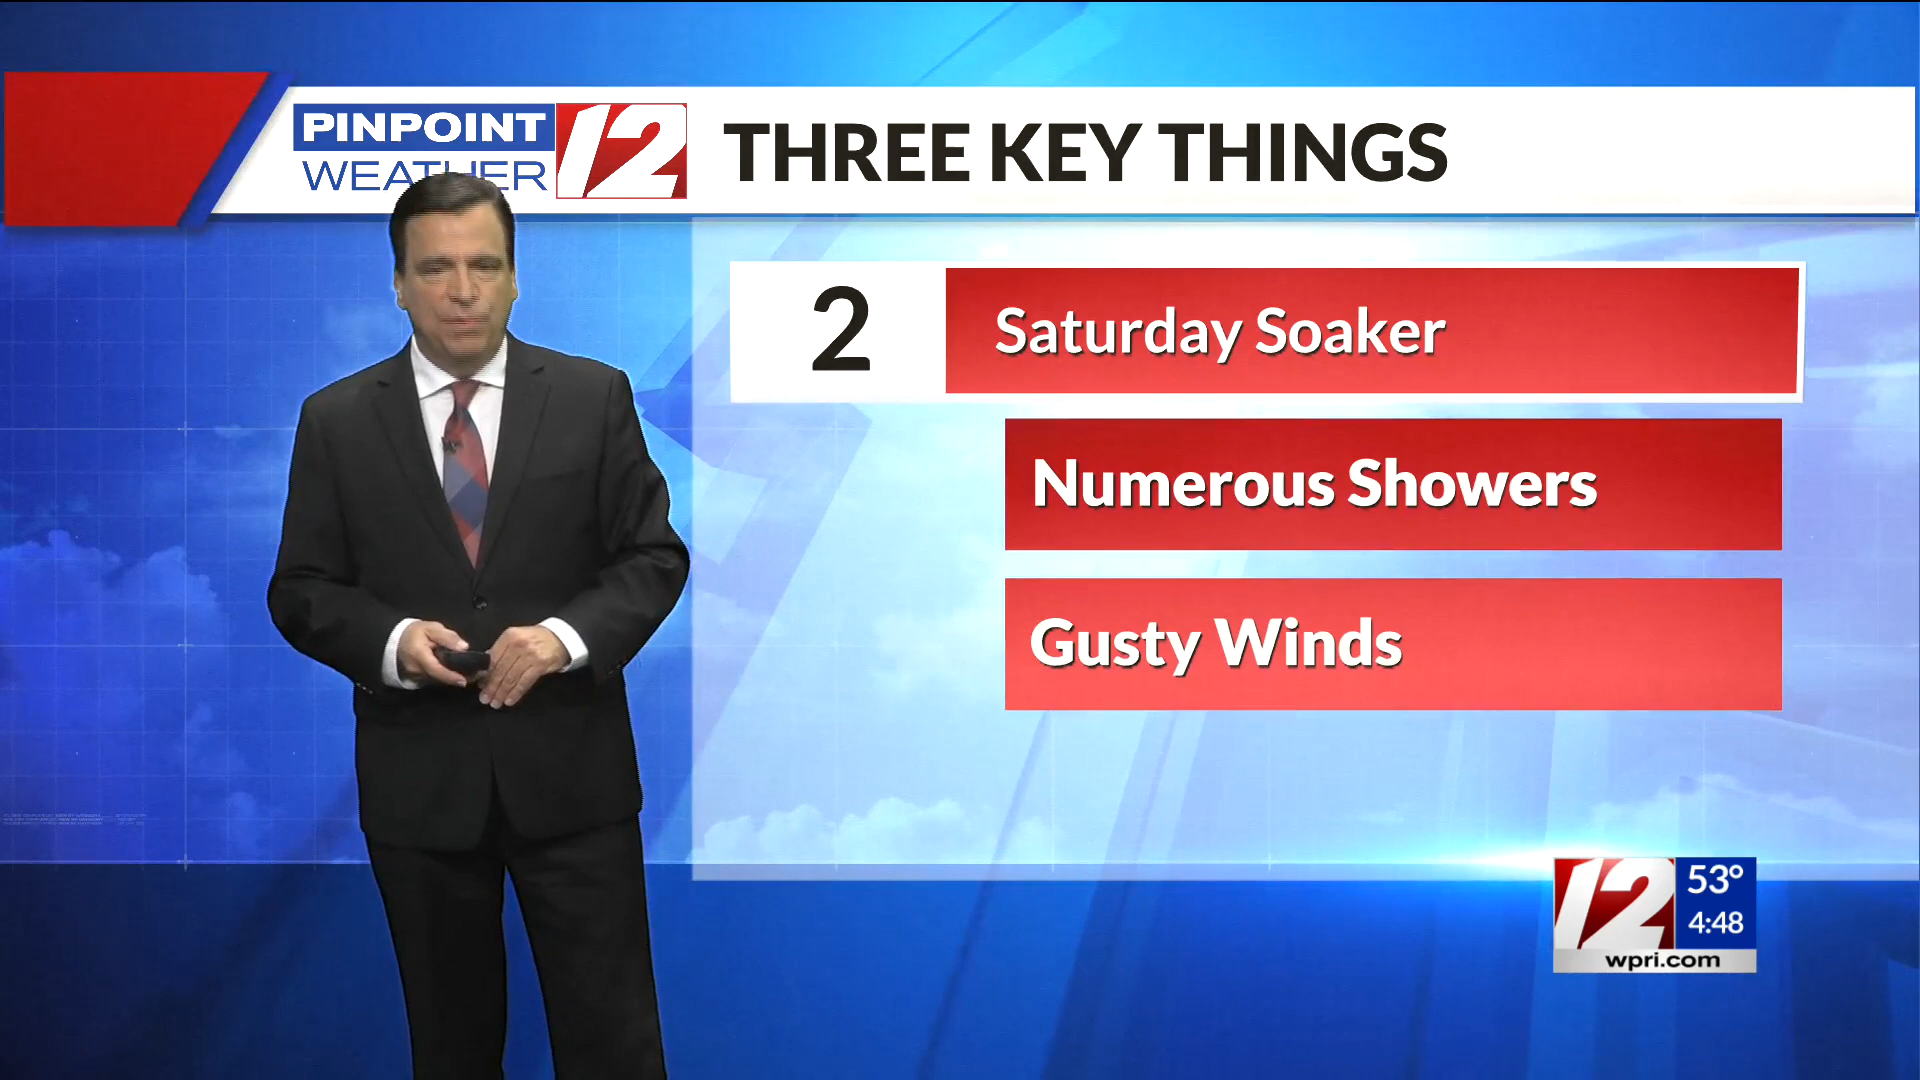 PINPOINT
WEATHER
12
THREE KEY THINGS
2
Saturday Soaker
Numerous Showers
Gusty Winds
12
53°
4:48
wpri.com